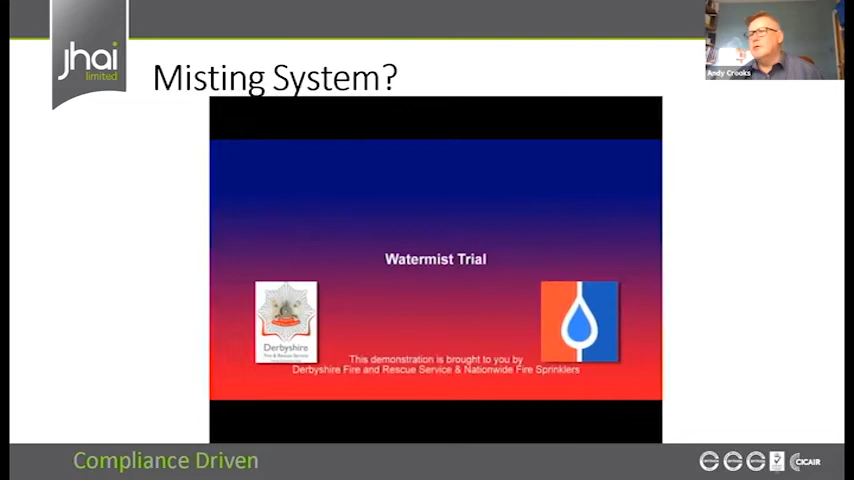 jhai
limited
Misting System?
Andy Crooks
Watermist Trial
Derbyshire
Fire & Rescue Service
This demonstration is brought to you by
Derbyshire Fire and Rescue Service & Nationwide Fire Sprinklers
Compliance Driven
CICAIR